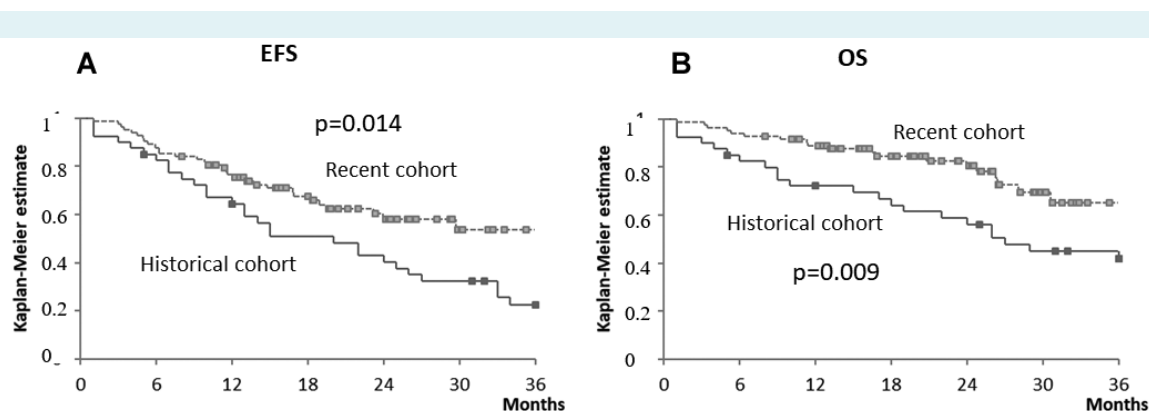 A
EFS
1
0.8
0.6
0.4
0.2
0
Kaplan-Meier estimate
p=0.014
Recent cohort
Historical cohort
0 6 12 18 24 30 36
Months
B
OS
1
0.8
0.6
0.4
0.2
0
Kaplan-Meier estimate
Recent cohort
Historical cohort
p=0.009
0 6 12 18 24 30 36
Months